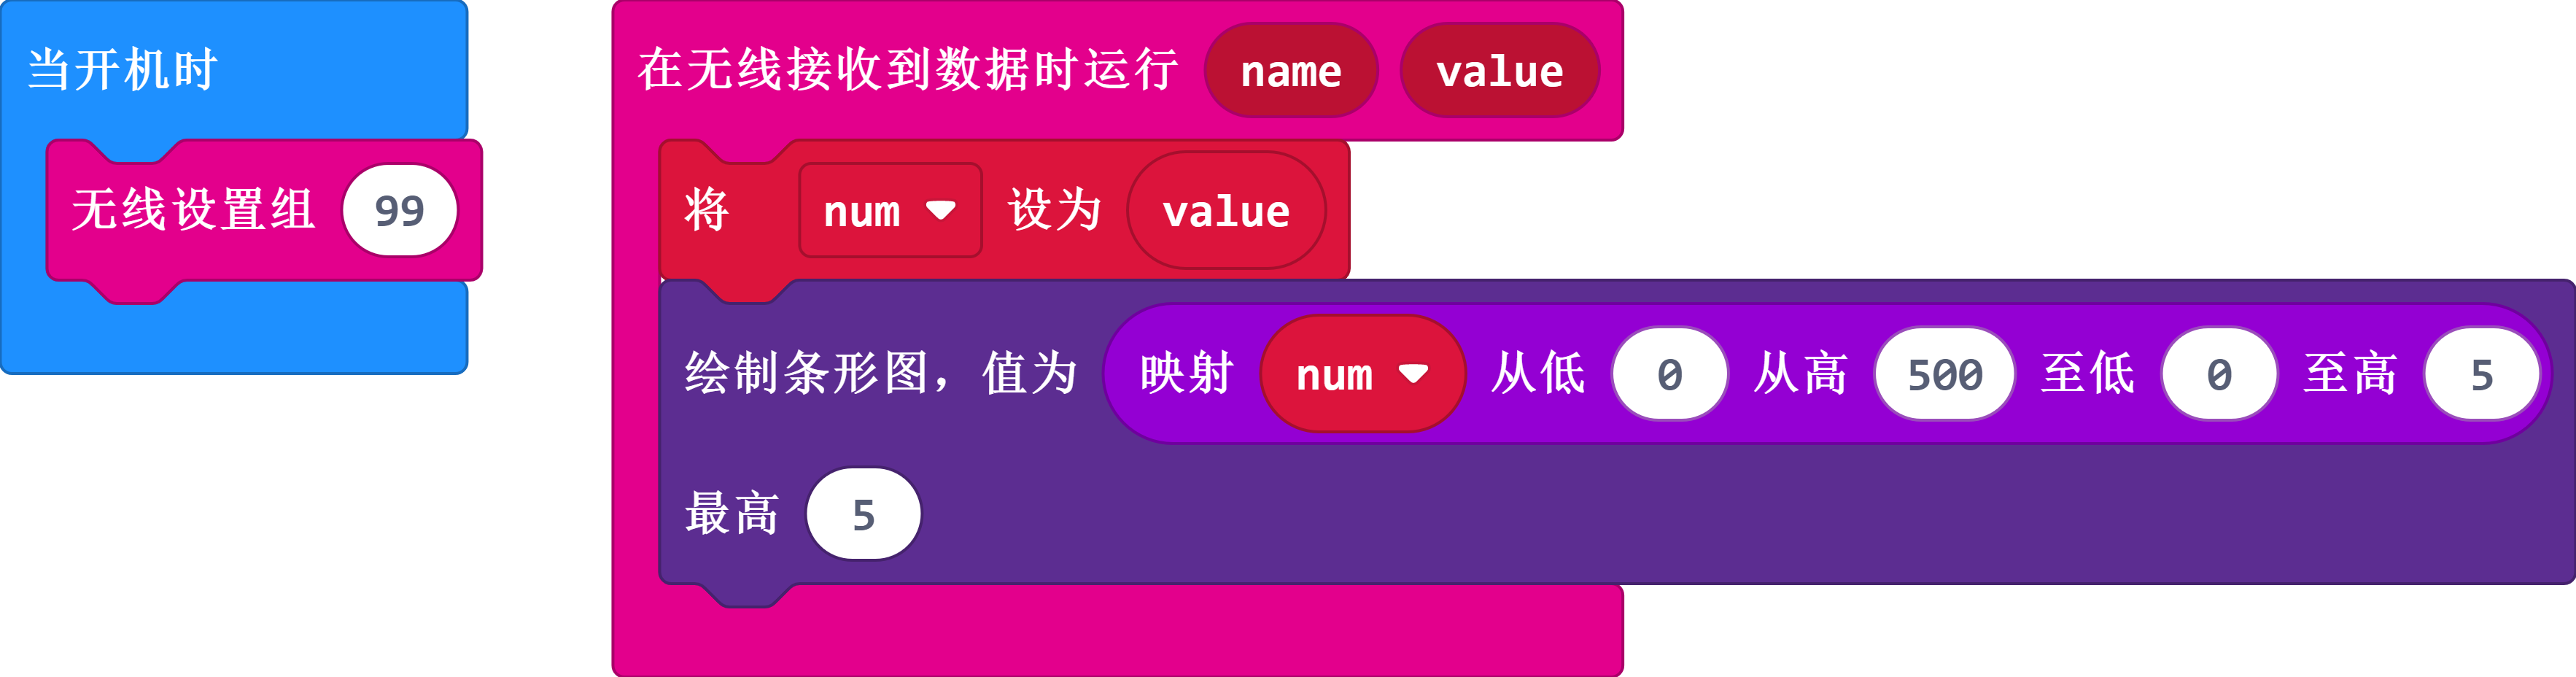 当开机时
无线设置组 99
在无线接收到数据时运行 name value
将 num 设为 value
绘制条形图，值为 映射 num 从低 0 从高 500 至低 0 至高 5
最高 5